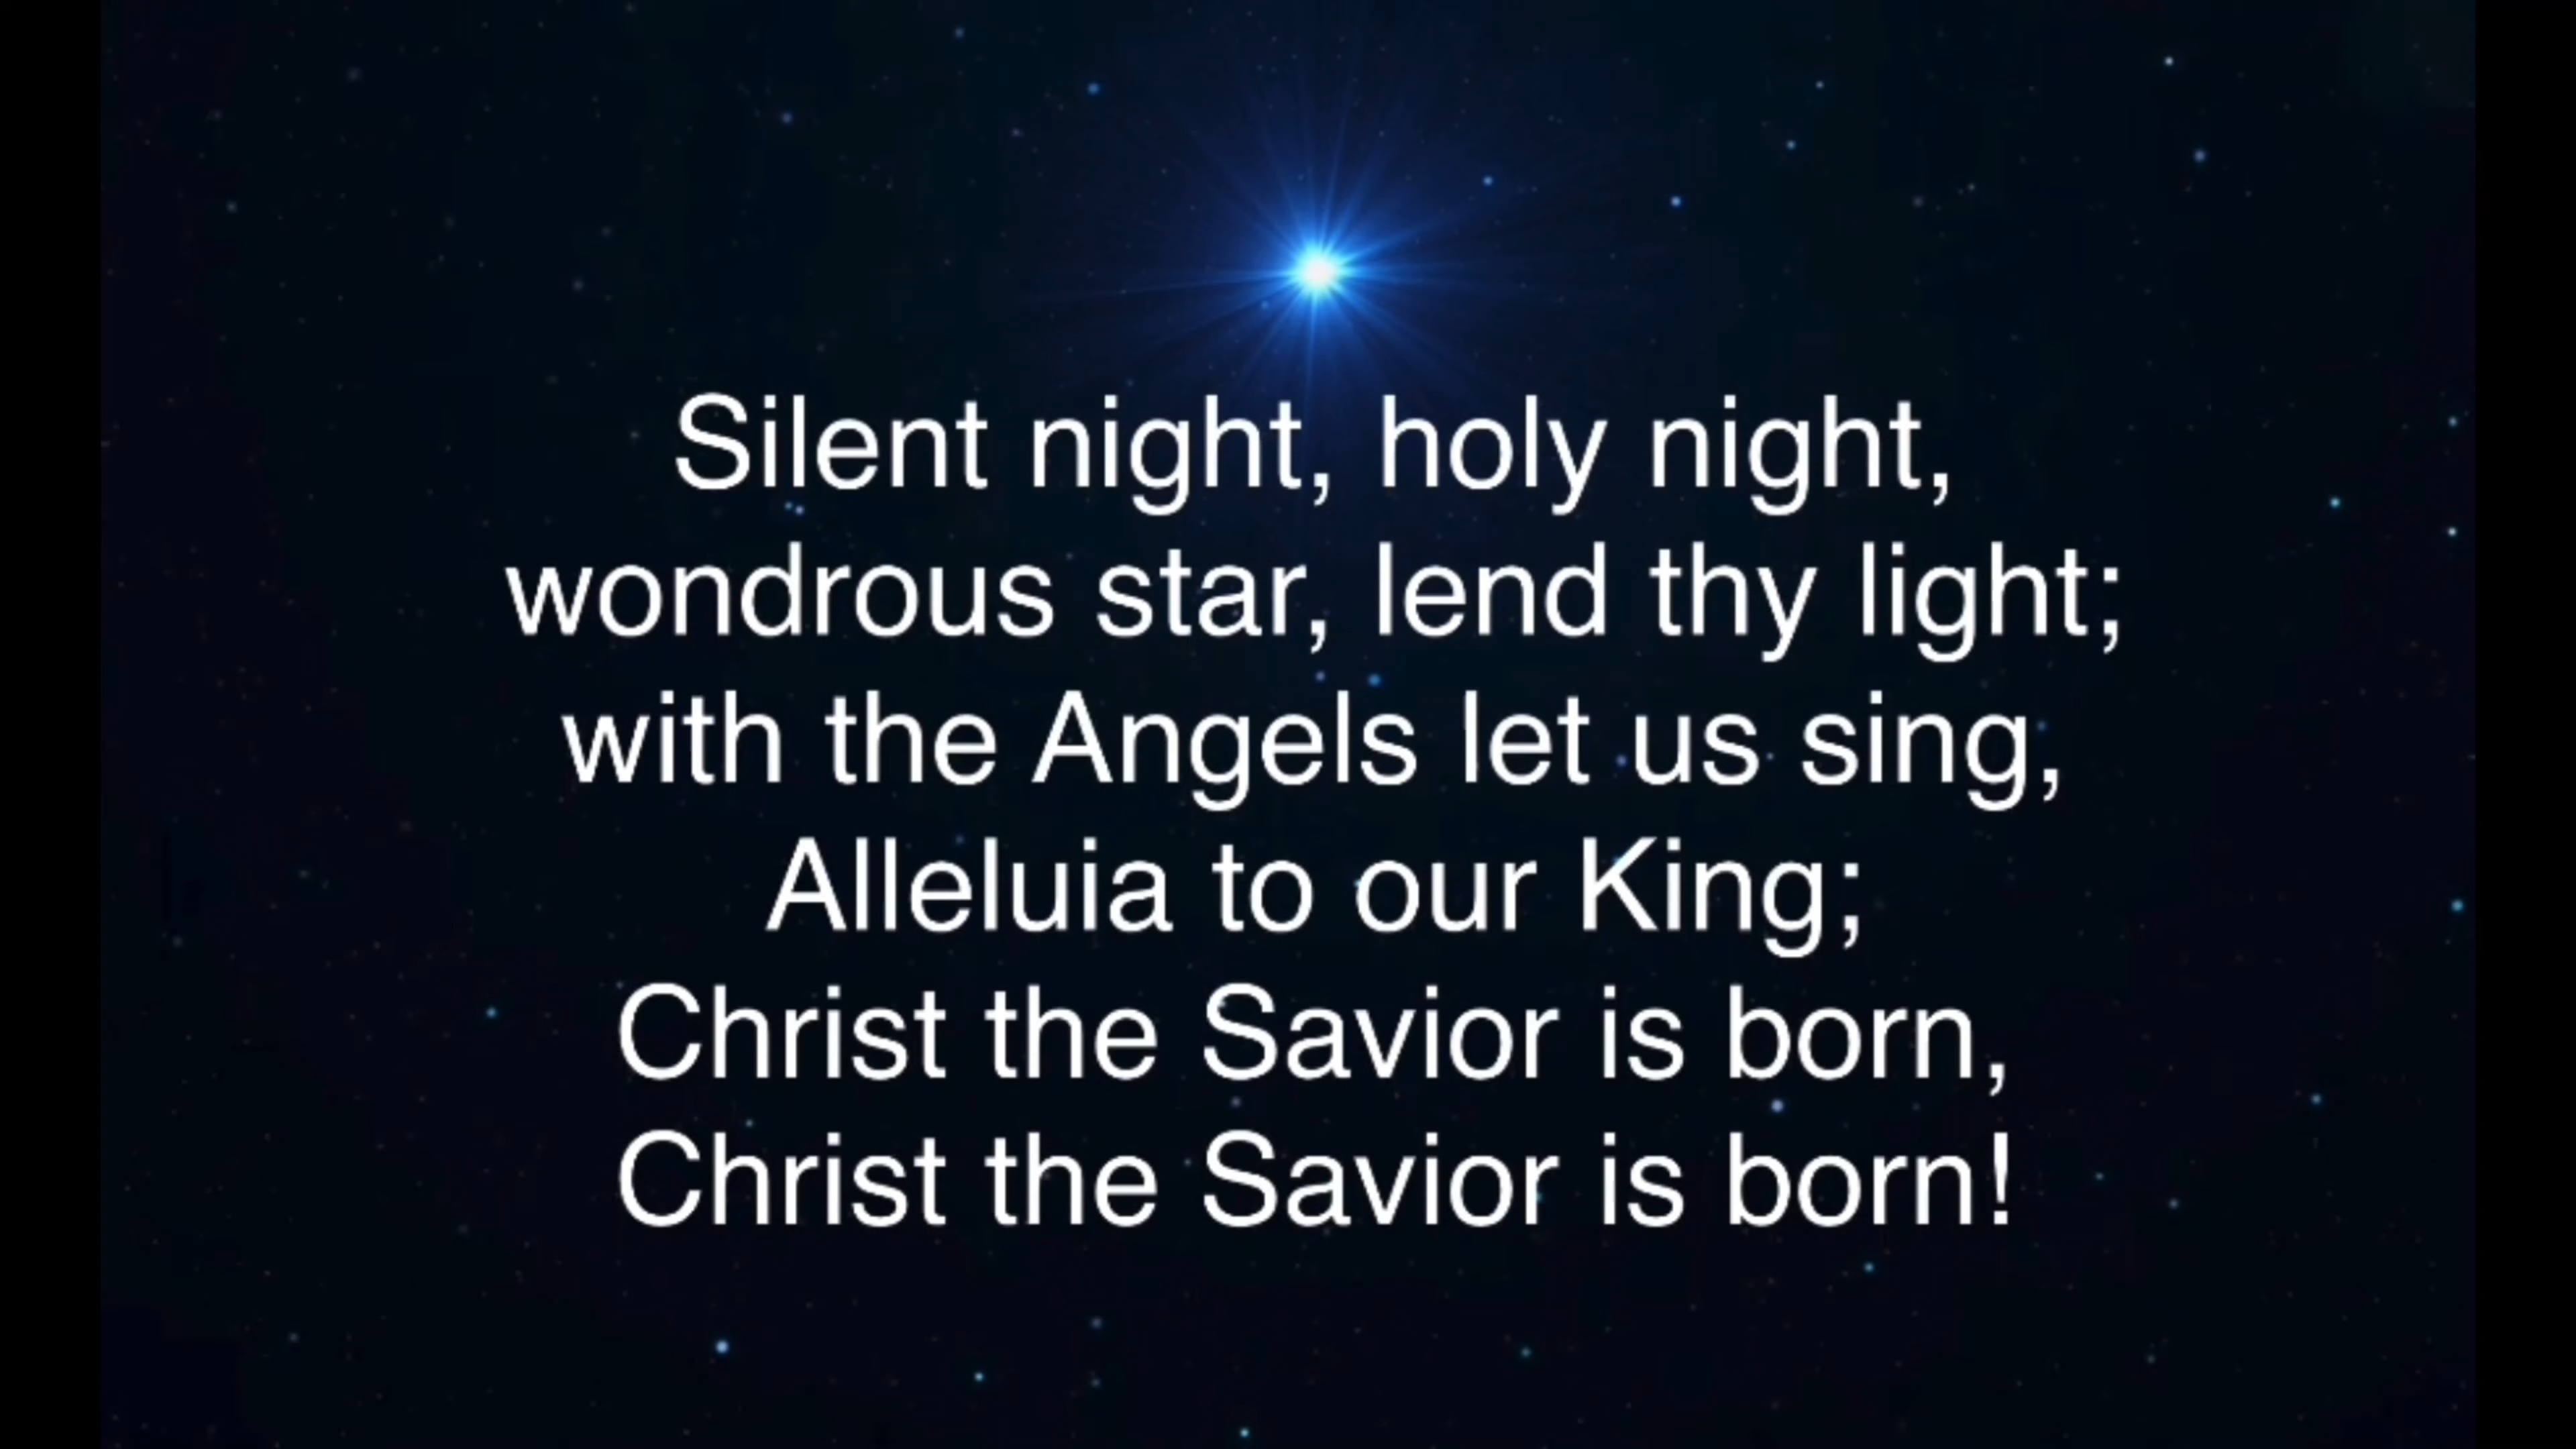 Silent night, holy night,
wondrous star, lend thy light;
with the Angels let us sing,
Alleluia to our King;
Christ the Savior is born,
Christ the Savior is born!